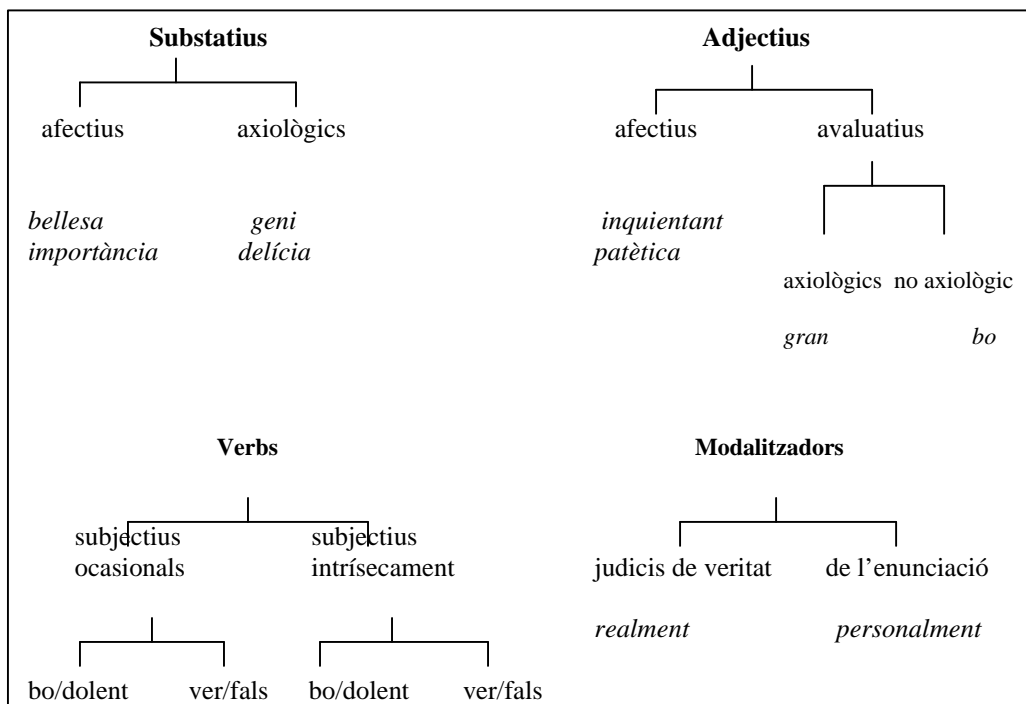 Substatius
afectius axiològics
bellesa geni
importància delícia
Adjectius
afectius avaluatius
inquientant
patètica
axiològics no axiològic
gran bo
Verbs
subjectius subjectius
ocasionals intrísecament
bo/dolent ver/fals bo/dolent ver/fals
Modalitzadors
judicis de veritat de l’enunciació
realment personalment